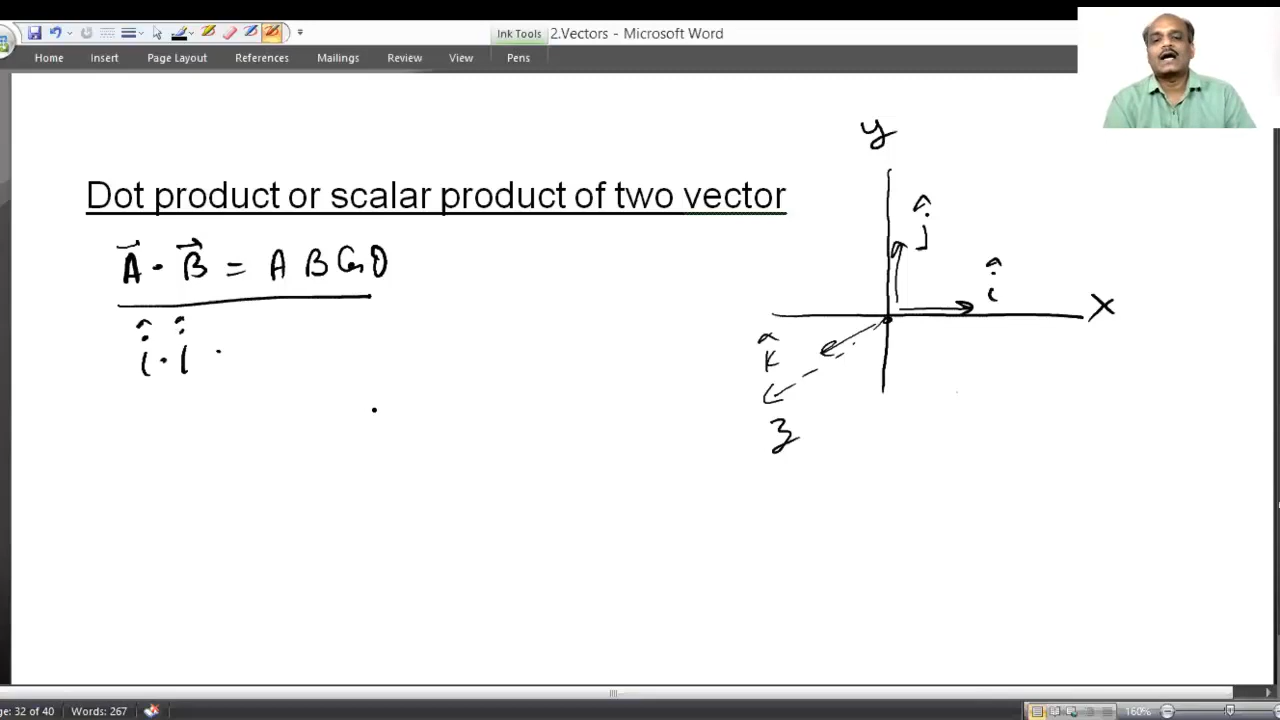 Ink Tools 2.Vectors - Microsoft Word
Home Insert Page Layout References Mailings Review View Pens
y
Dot product or scalar product of two vector
ĵ
A⃗ · B⃗ = A B Cos θ
î
X
î · î
k̂
z
ge: 32 of 40 Words: 267 160%